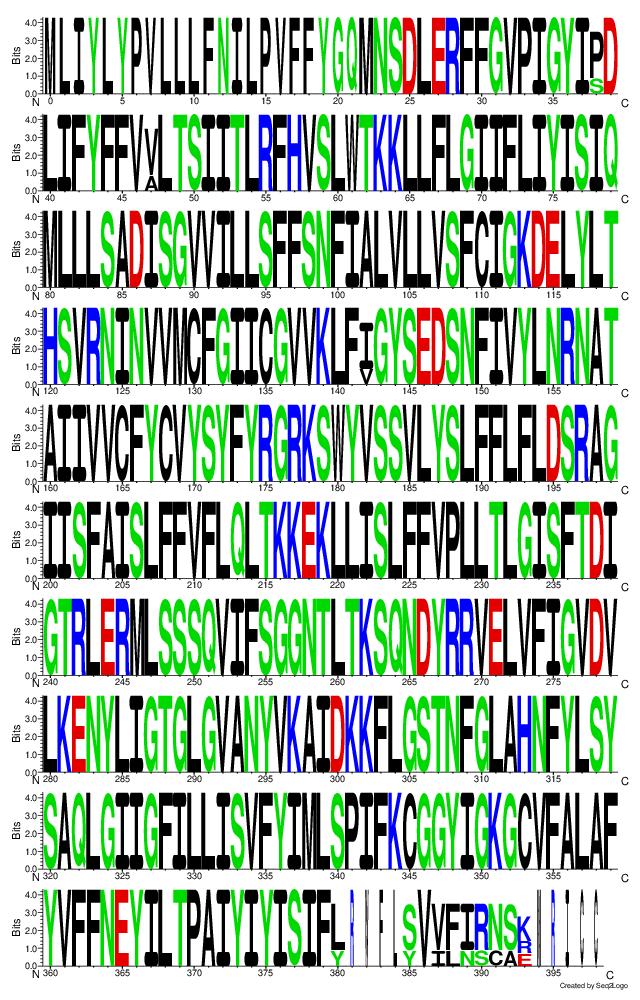 Bits 4.0 3.0 2.0 1.0 0.0
MLIYLYPVLLLFNILPVFFYGQMNSDLERFFGVPIGYIPD
S
N 0 5 10 15 20 25 30 35 C
Bits 4.0 3.0 2.0 1.0 0.0
LIFYFFVVLTSIITLRFHVSLWTKKLLFLGIIFLIYISIQ
A
N 40 45 50 55 60 65 70 75 C
Bits 4.0 3.0 2.0 1.0 0.0
MLLLSADISGVVILLSFFSNFIALVLLVSFCIGKDELYLT
N 80 85 90 95 100 105 110 115 C
Bits 4.0 3.0 2.0 1.0 0.0
HSVRNINVVMCFGIICGVVKLFIGYSEDSNFIVYLNRNAT
V
N 120 125 130 135 140 145 150 155 C
Bits 4.0 3.0 2.0 1.0 0.0
AIIVVCFYCVYSYFYRGRKSWYVSSVLYSLFFLFLDSRAG
N 160 165 170 175 180 185 190 195 C
Bits 4.0 3.0 2.0 1.0 0.0
IISFAISLFFVFLQLTKKEKLLISLFFVPLLTLGISFTDI
N 200 205 210 215 220 225 230 235 C
Bits 4.0 3.0 2.0 1.0 0.0
GTRLERMLSSSQVIFSGGNTLTKSQNDYRRVELVFIGVDV
N 240 245 250 255 260 265 270 275 C
Bits 4.0 3.0 2.0 1.0 0.0
LKENYLIGTGLGVANYVKAIDKKFLGSTNFGLAHNFYLSY
N 280 285 290 295 300 305 310 315 C
Bits 4.0 3.0 2.0 1.0 0.0
SAQLGIIGFILLISVFYIMLSPIFKCGGYIGKGCVFALAF
N 320 325 330 335 340 345 350 355 C
Bits 4.0 3.0 2.0 1.0 0.0
YVFFNEYILTPAIYIYISIFL SVVFIRNSK R I C C
Y YILNSCARE
N 360 365 370 375 380 385 390 395 C
Created by Seq2Logo